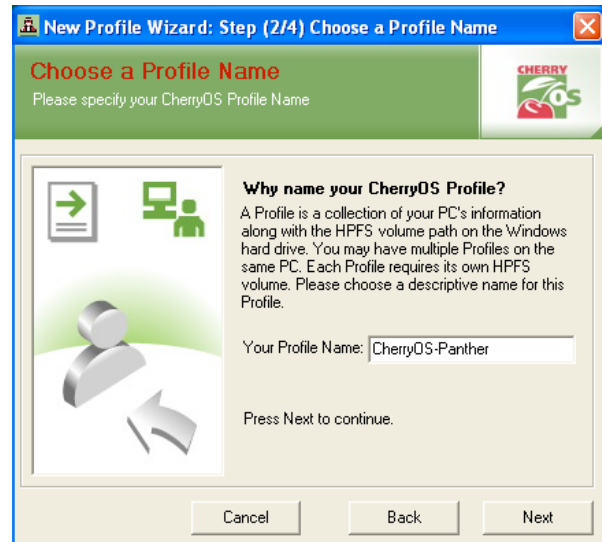 New Profile Wizard: Step (2/4) Choose a Profile Name
Choose a Profile Name
Please specify your CherryOS Profile Name
CHERRY
OS
Why name your CherryOS Profile?
A Profile is a collection of your PC's information
along with the HPFS volume path on the Windows
hard drive. You may have multiple Profiles on the
same PC. Each Profile requires its own HPFS
volume. Please choose a descriptive name for this
Profile.
Your Profile Name: CherryOS-Panther
Press Next to continue.
Cancel Back Next